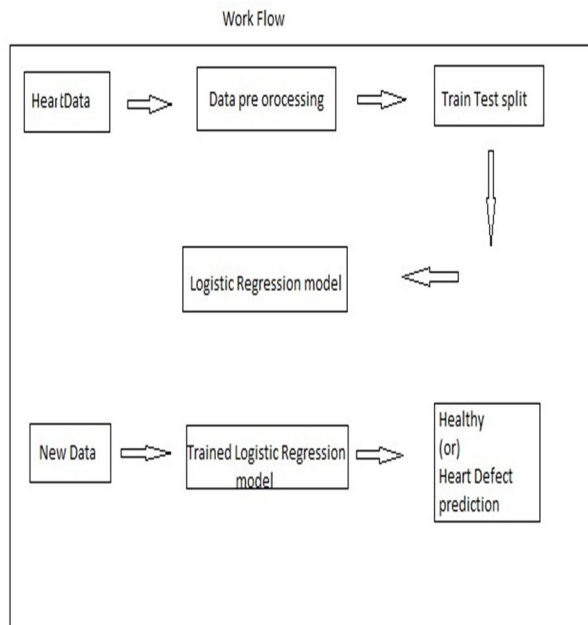 Work Flow
HeartData
Data pre orocessing
Train Test split
Logistic Regression model
New Data
Trained Logistic Regression
model
Healthy
(or)
Heart Defect
prediction